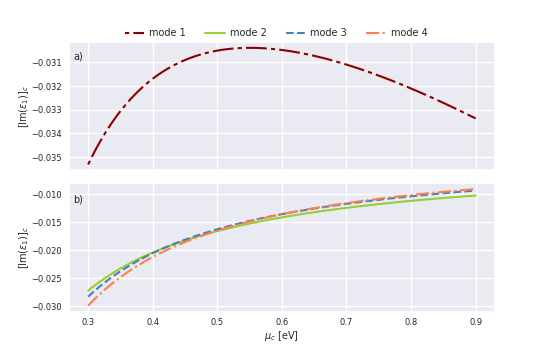 mode 1 mode 2 mode 3 mode 4
a)
−0.031
−0.032
−0.033
−0.034
−0.035
[Im(ε₁)]c
b)
−0.010
−0.015
−0.020
−0.025
−0.030
[Im(ε₁)]c
0.3 0.4 0.5 0.6 0.7 0.8 0.9
μc [eV]